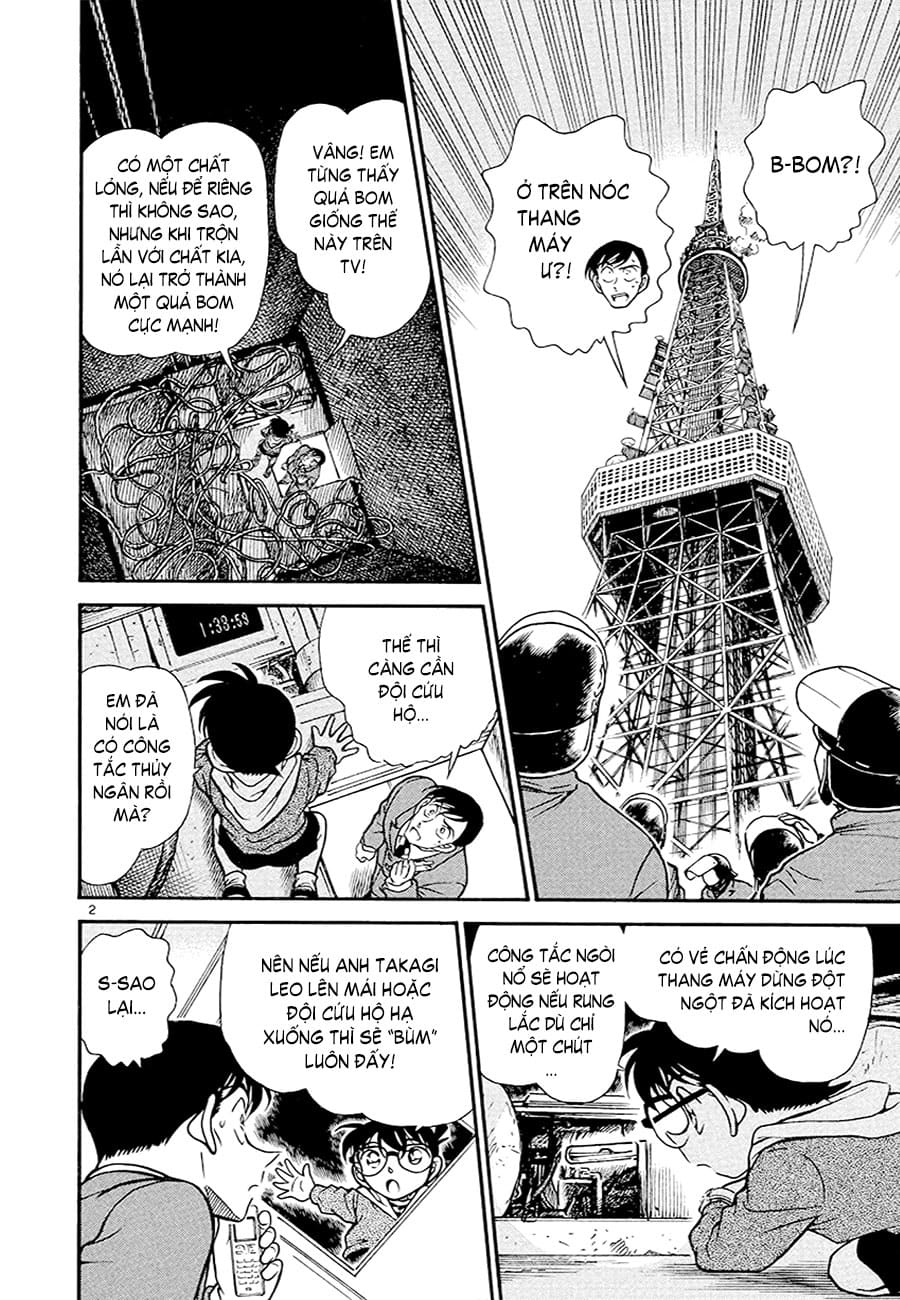 B-BOM?!
Ở TRÊN NÓC
THANG
MÁY
Ư?!
VÂNG! EM
TỪNG THẤY
QUẢ BOM
GIỐNG THẾ
NÀY TRÊN
TV!
CÓ MỘT CHẤT
LỎNG, NẾU ĐỂ RIÊNG
THÌ KHÔNG SAO,
NHƯNG KHI TRỘN
LẪN VỚI CHẤT KIA,
NÓ LẠI TRỞ THÀNH
MỘT QUẢ BOM
CỰC MẠNH!
1:33:59
THẾ THÌ
CÀNG CẦN
ĐỘI CỨU
HỘ...
EM ĐÃ
NÓI LÀ
CÓ CÔNG
TẮC THỦY
NGÂN RỒI
MÀ?
2
CÓ VẺ CHẤN ĐỘNG LÚC
THANG MÁY DỪNG ĐỘT
NGỘT ĐÃ KÍCH HOẠT
NÓ...
CÔNG TẮC NGÒI
NỔ SẼ HOẠT
ĐỘNG NẾU RUNG
LẮC DÙ CHỈ
MỘT CHÚT
...
NÊN NẾU ANH TAKAGI
LEO LÊN MÁI HOẶC
ĐỘI CỨU HỘ HẠ
XUỐNG THÌ SẼ “BÙM”
LUÔN ĐẤY!
S-SAO
LẠI...